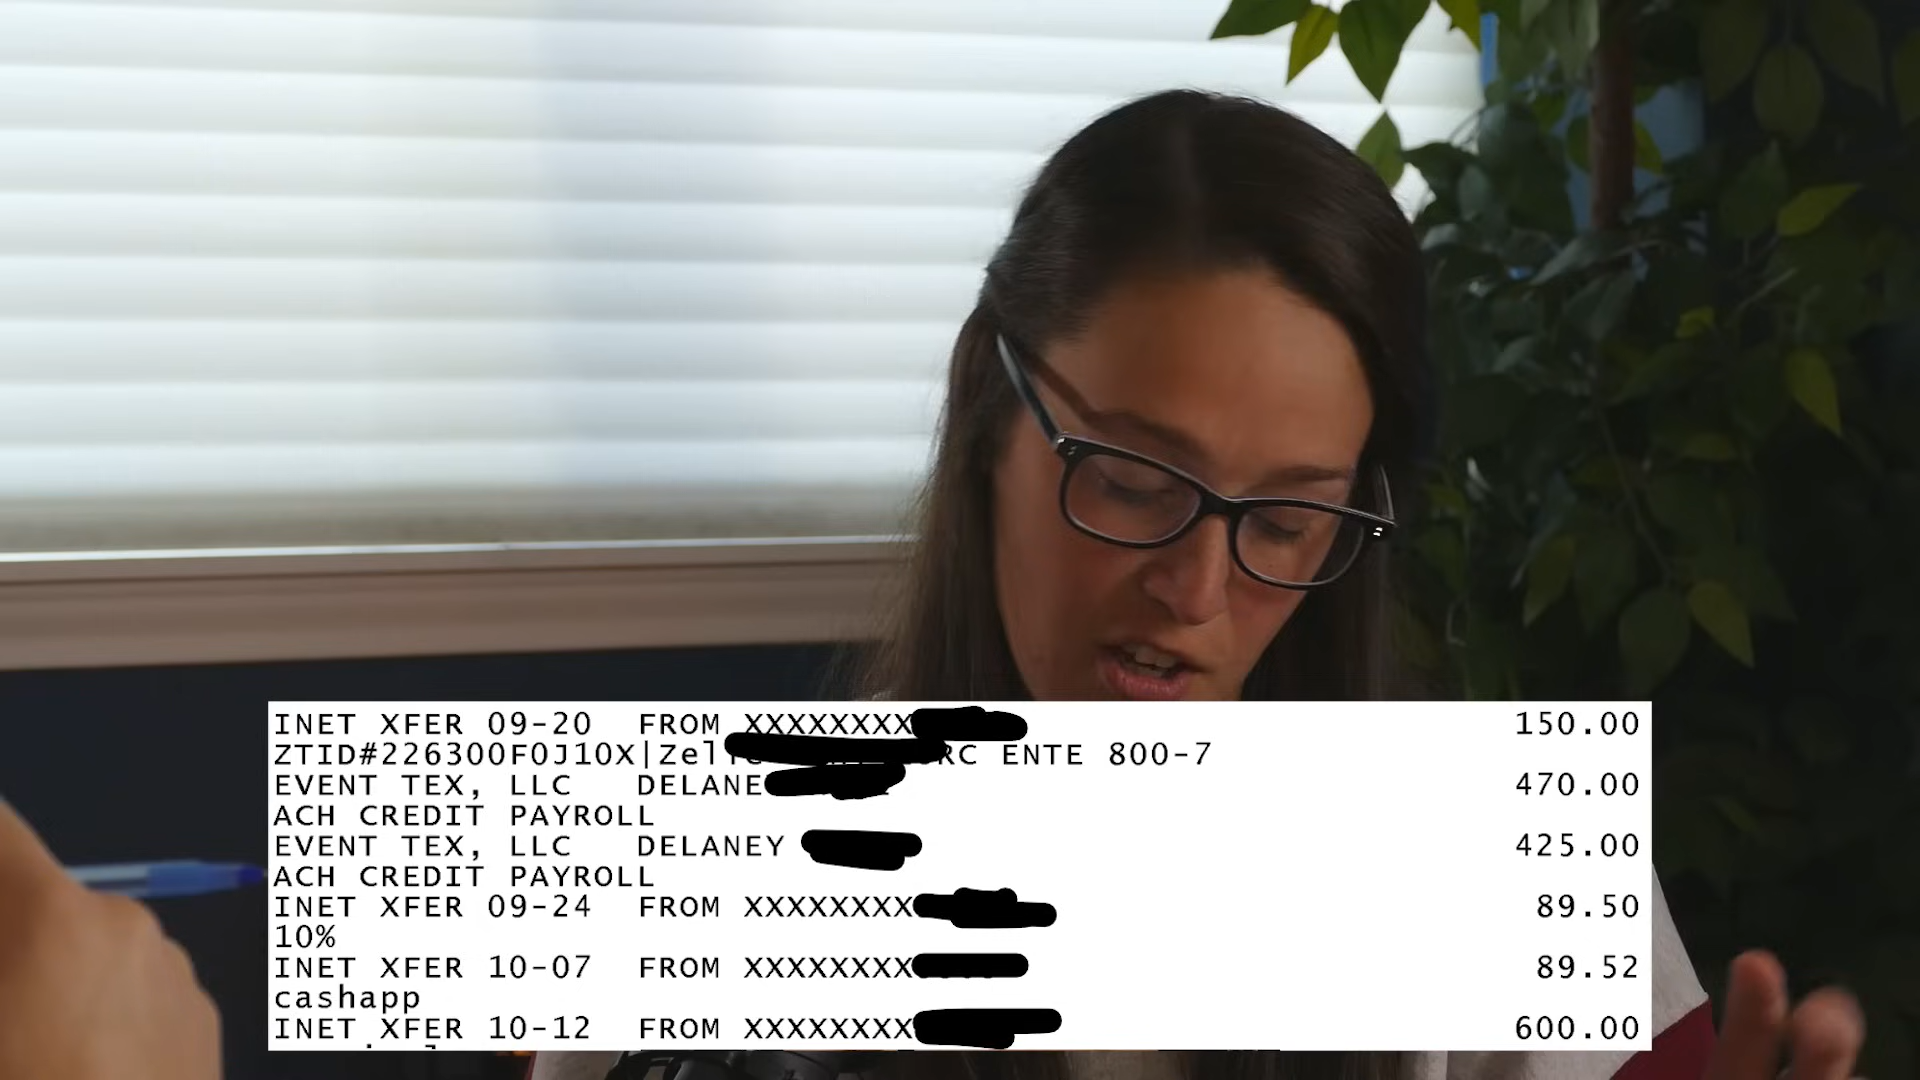 INET XFER 09-20 FROM XXXXXXXX 150.00
ZTID#226300F0J10X|Zel ENTE 800-7
EVENT TEX, LLC DELANE 470.00
ACH CREDIT PAYROLL
EVENT TEX, LLC DELANEY 425.00
ACH CREDIT PAYROLL
INET XFER 09-24 FROM XXXXXXXX 89.50
10%
INET XFER 10-07 FROM XXXXXXXX 89.52
cashapp
INET XFER 10-12 FROM XXXXXXXX 600.00